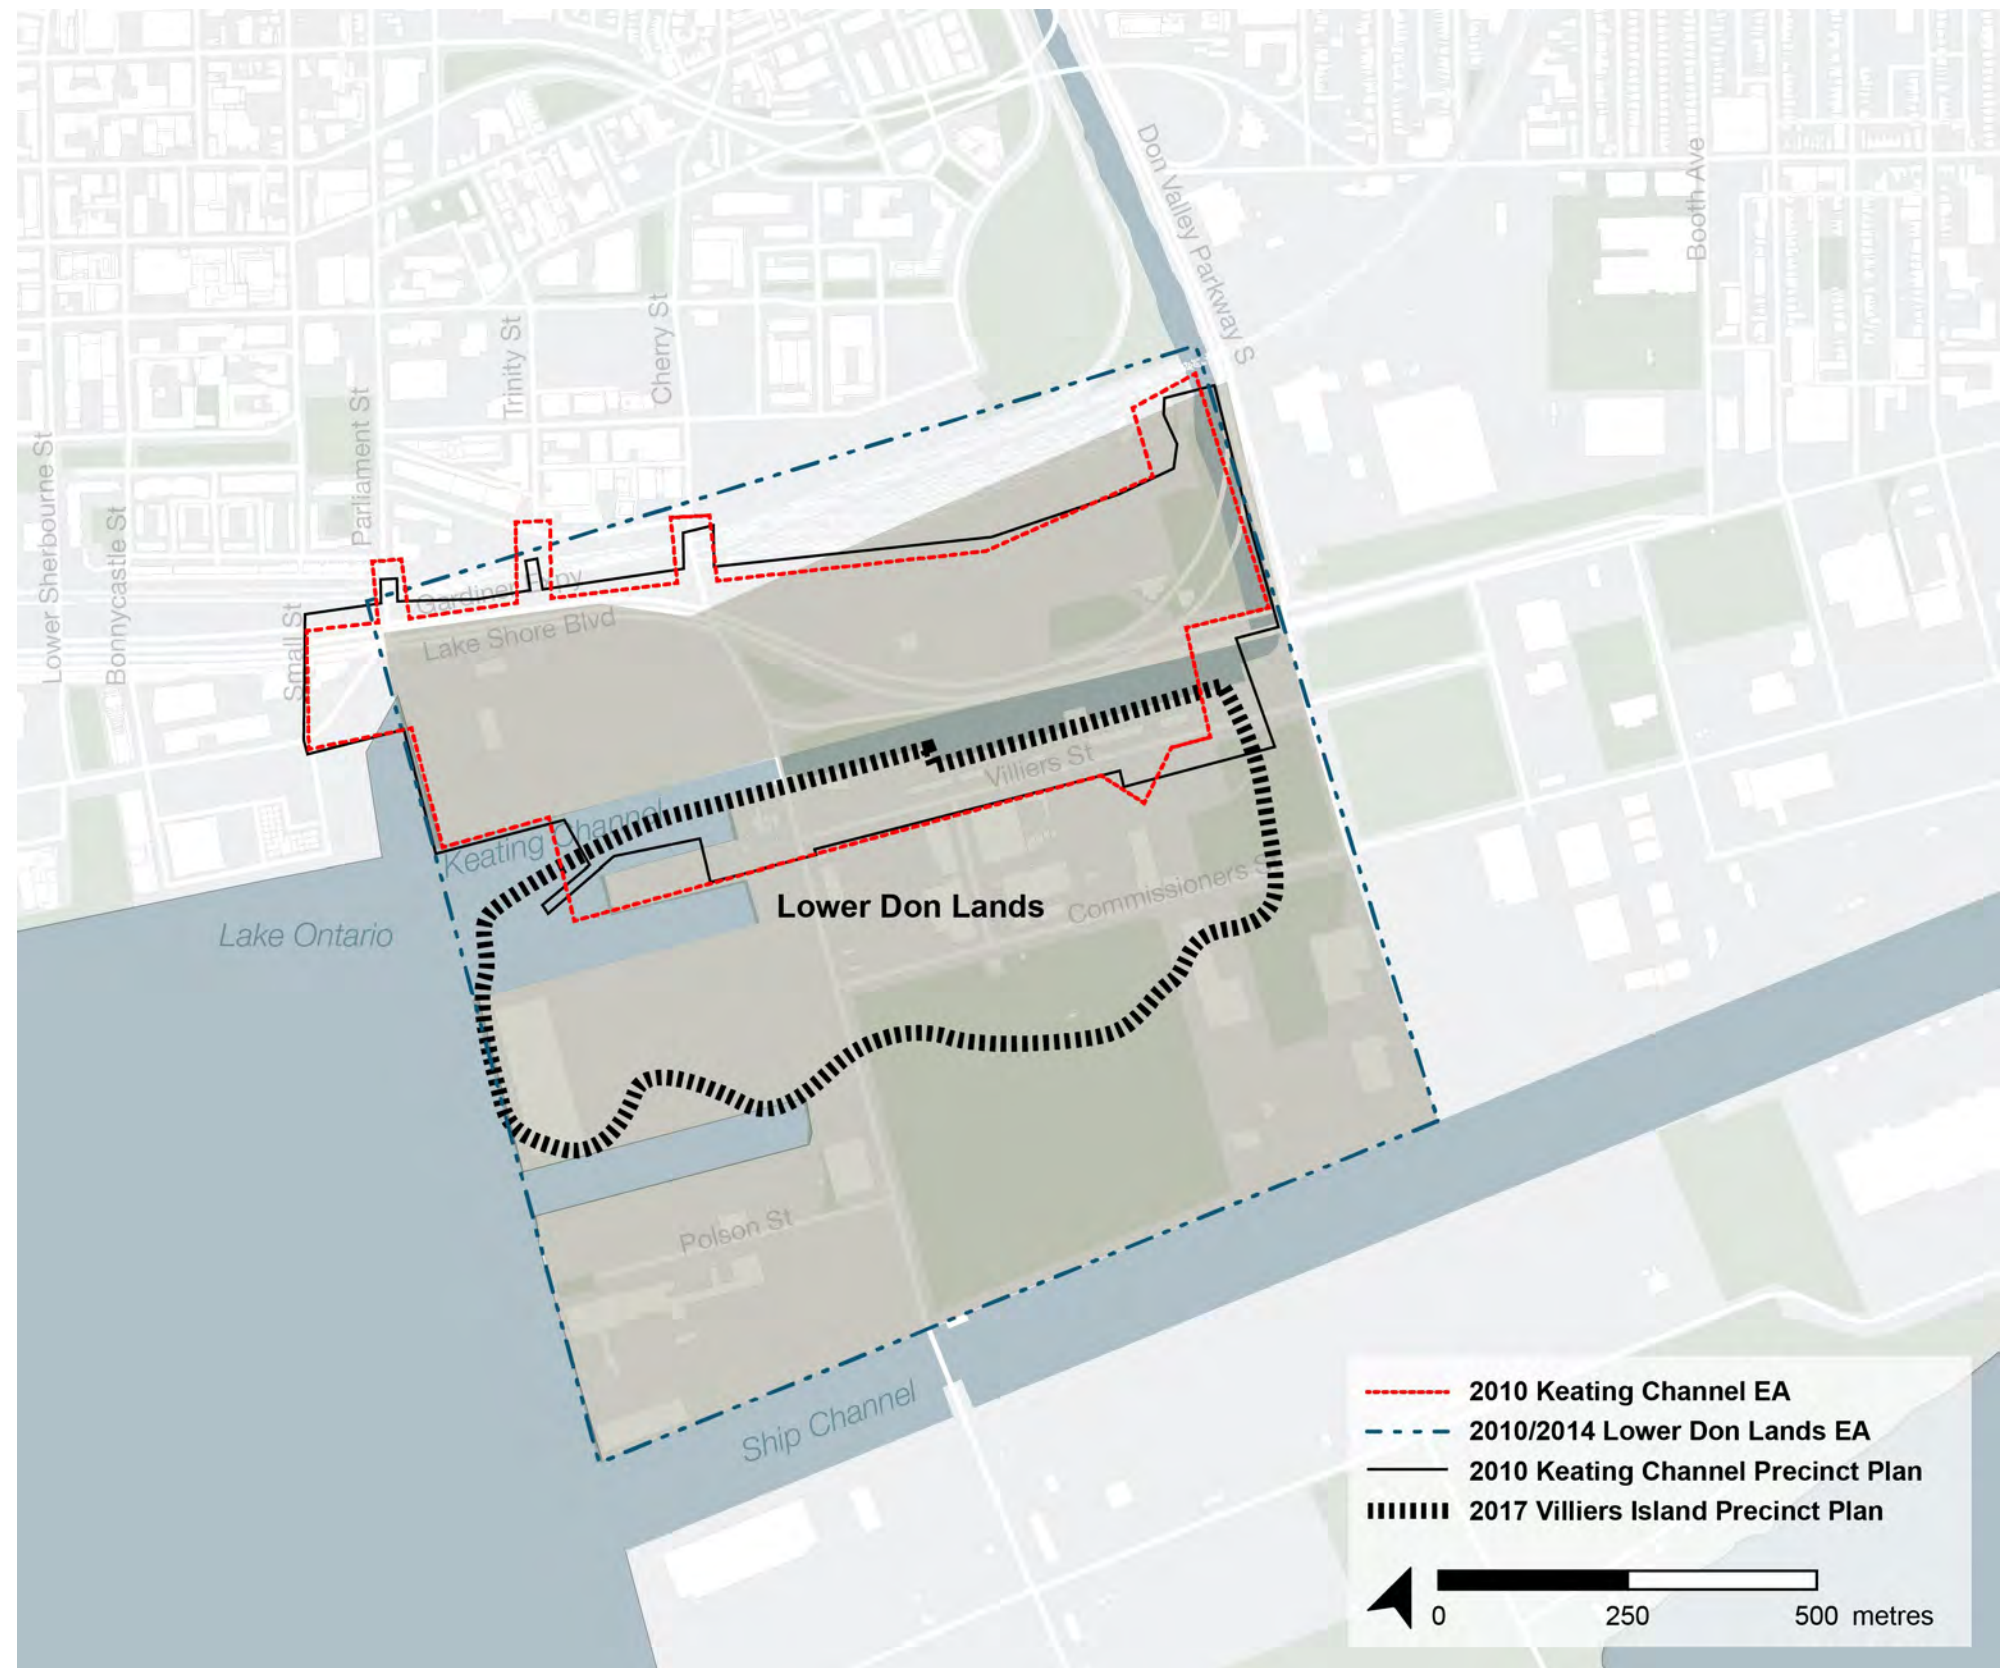 Don Valley Parkway S
Booth Ave
Trinity St
Cherry St
Parliament St
Lower Sherbourne St
Bonnycastle St
Small St
Gardiner Expy
Lake Shore Blvd
Villiers St
Keating Channel
Commissioners St
Lower Don Lands
Lake Ontario
Polson St
Ship Channel
2010 Keating Channel EA
2010/2014 Lower Don Lands EA
2010 Keating Channel Precinct Plan
2017 Villiers Island Precinct Plan
0 250 500 metres